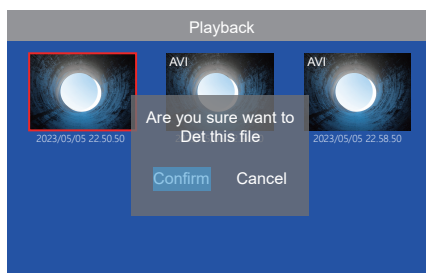 Playback
AVI
AVI
Are you sure want to
Det this file
2023/05/05 22.50.50
2023/05/05 22.58.50
Confirm
Cancel